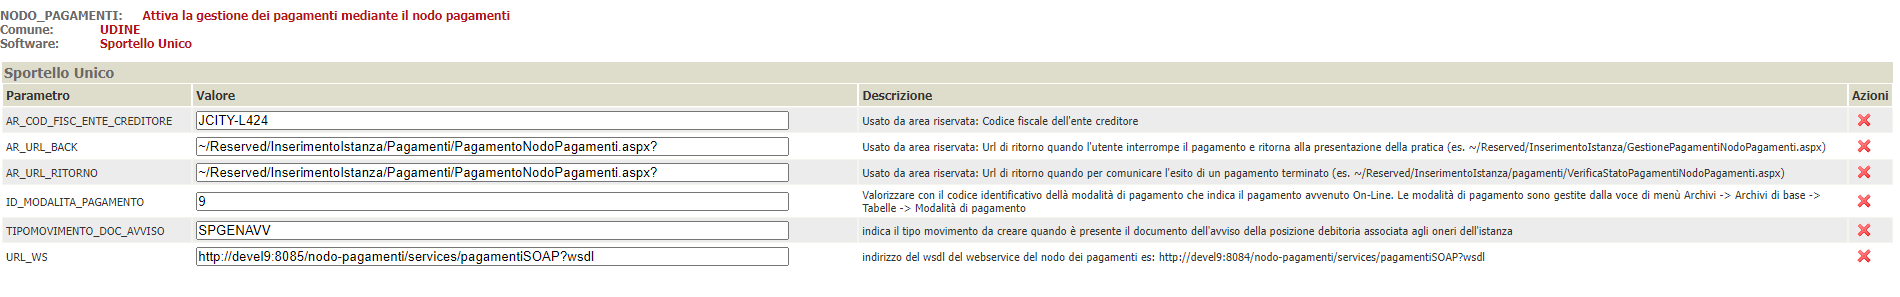 NODO_PAGAMENTI: Attiva la gestione dei pagamenti mediante il nodo pagamenti
Comune: UDINE
Software: Sportello Unico
Sportello Unico
Parametro Valore Descrizione Azioni
AR_COD_FISC_ENTE_CREDITORE JCITY-L424 Usato da area riservata: Codice fiscale dell'ente creditore
AR_URL_BACK ~/Reserved/InserimentoIstanza/Pagamenti/PagamentoNodoPagamenti.aspx? Usato da area riservata: Url di ritorno quando l'utente interrompe il pagamento e ritorna alla presentazione della pratica (es. ~/Reserved/InserimentoIstanza/GestionePagamentiNodoPagamenti.aspx)
AR_URL_RITORNO ~/Reserved/InserimentoIstanza/Pagamenti/PagamentoNodoPagamenti.aspx? Usato da area riservata: Url di ritorno quando per comunicare l'esito di un pagamento terminato (es. ~/Reserved/InserimentoIstanza/pagamenti/VerificaStatoPagamentiNodoPagamenti.aspx)
ID_MODALITA_PAGAMENTO 9 Valorizzare con il codice identificativo dellà modalità di pagamento che indica il pagamento avvenuto On-Line. Le modalità di pagamento sono gestite dalla voce di menù Archivi -> Archivi di base ->
Tabelle -> Modalità di pagamento
TIPOMOVIMENTO_DOC_AVVISO SPGENAVV indica il tipo movimento da creare quando è presente il documento dell'avviso della posizione debitoria associata agli oneri dell'istanza
URL_WS http://devel9:8085/nodo-pagamenti/services/pagamentiSOAP?wsdl indirizzo del wsdl del webservice del nodo dei pagamenti es: http://devel9:8084/nodo-pagamenti/services/pagamentiSOAP?wsdl